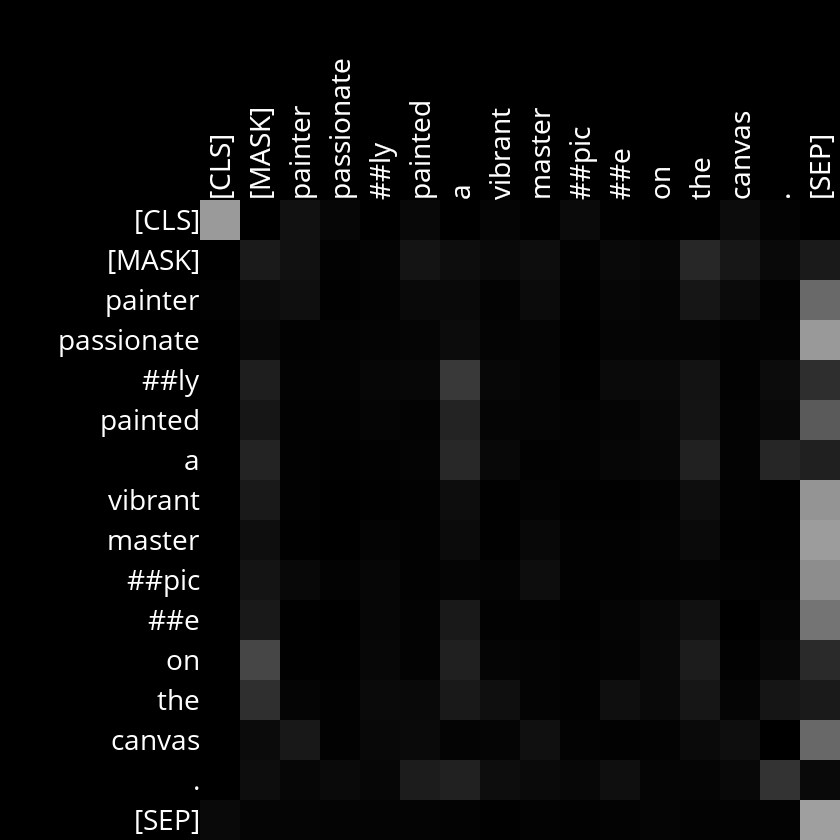 [CLS] [MASK] painter passionate ##ly painted a vibrant master ##pic ##e on the canvas . [SEP]
[CLS]
[MASK]
painter
passionate
##ly
painted
a
vibrant
master
##pic
##e
on
the
canvas
.
[SEP]